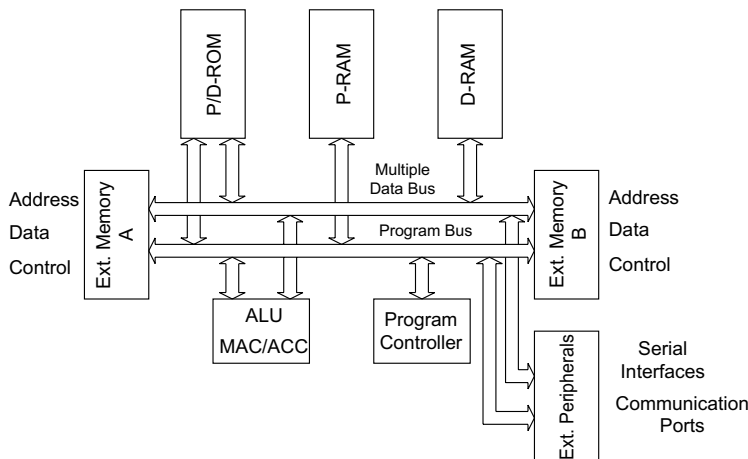 P/D-ROM
P-RAM
D-RAM
Multiple
Data Bus
Program Bus
Address
Data
Control
Ext. Memory
A
Ext. Memory
B
Address
Data
Control
ALU
MAC/ACC
Program
Controller
Ext. Peripherals
Serial
Interfaces
Communication
Ports